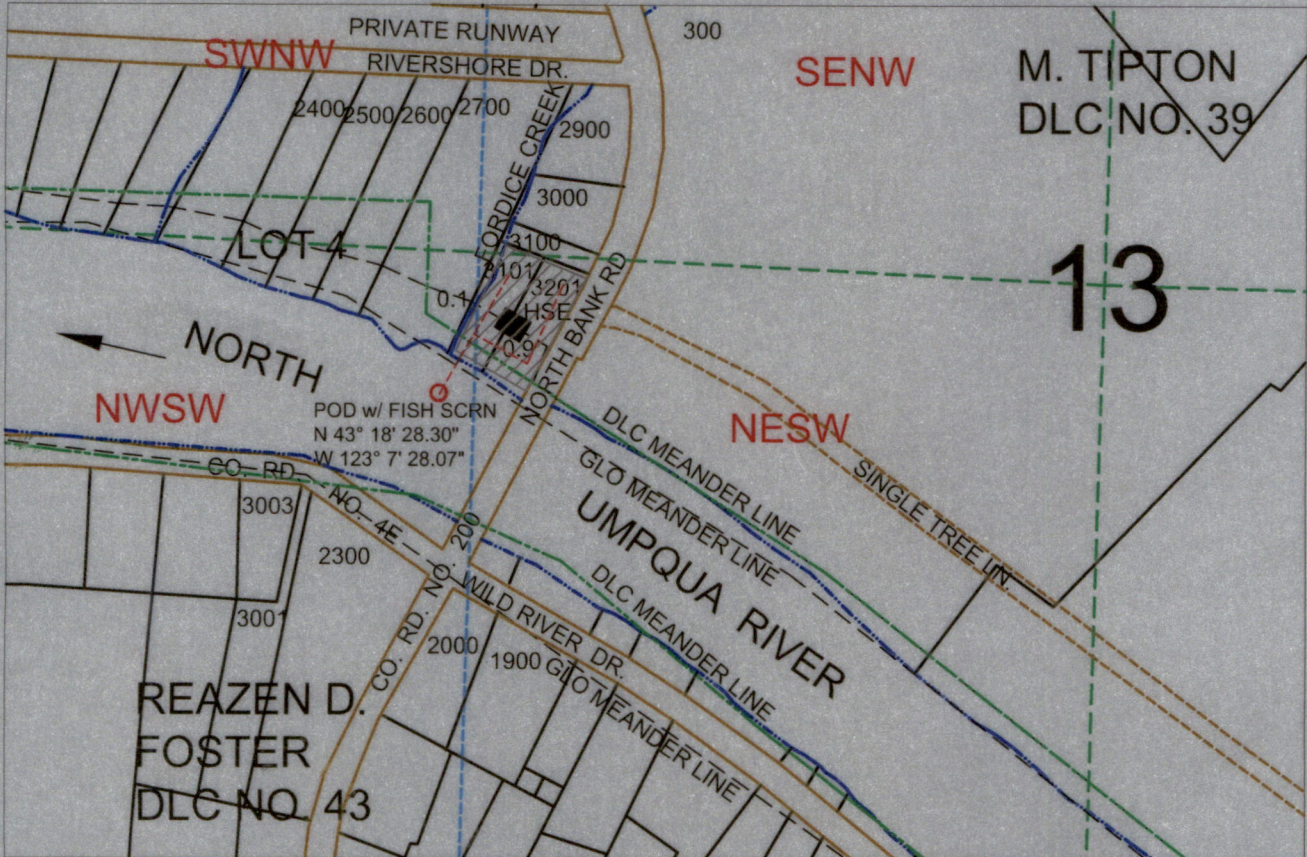 PRIVATE RUNWAY
300
SWNW
RIVERSHORE DR.
SENW
M. TIPTON
DLC NO. 39
2400
2500
2600
2700
2900
FORDICE CREEK
3000
LOT 4
3100
3101
3201
0.1
HSE
NORTH BANK RD
13
NORTH
NWSW
POD w/ FISH SCRN
N 43° 18' 28.30"
W 123° 7' 28.07"
NESW
DLC MEANDER LINE
GLO MEANDER LINE
SINGLE TREE LN.
UMPQUA RIVER
CO. RD. NO. 4E
3003
2300
3001
CO. RD. NO. 200
WILD RIVER DR.
DLC MEANDER LINE
2000
1900
GLO MEANDER LINE
REAZEN D.
FOSTER
DLC NO. 43